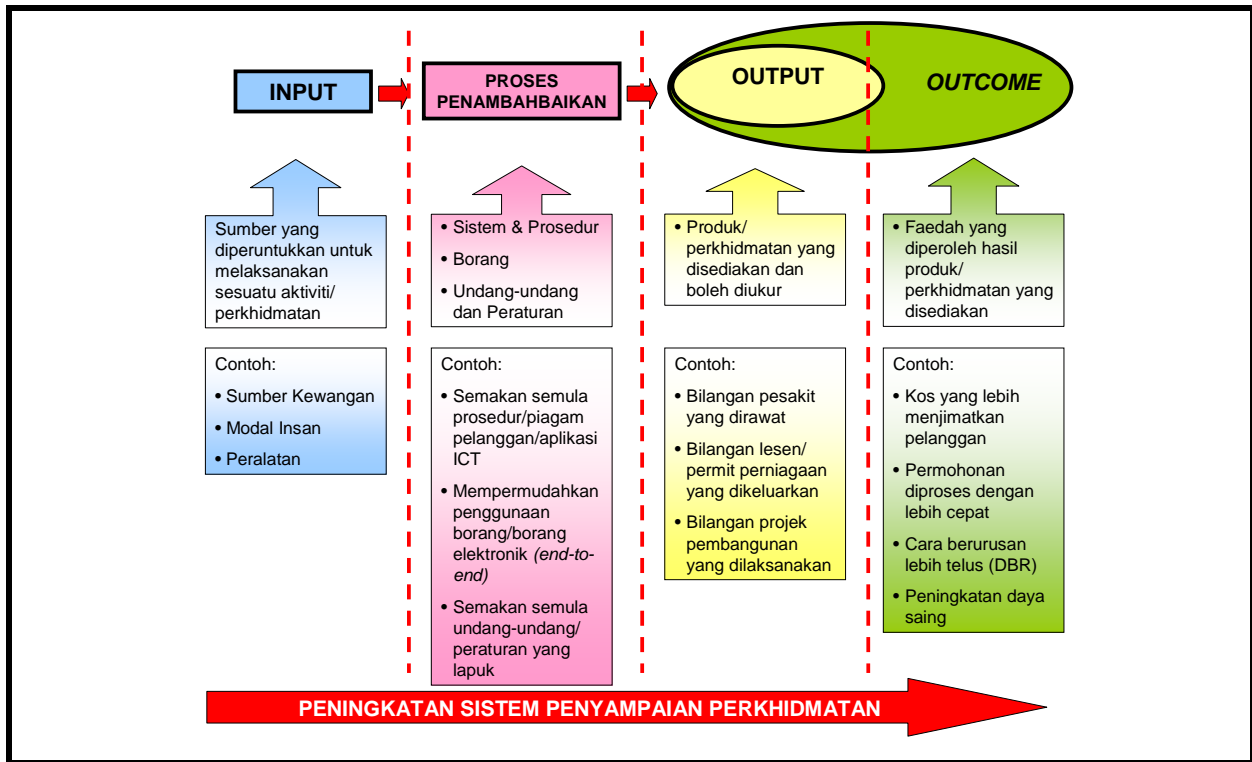 INPUT
PROSES
PENAMBAHBAIKAN
OUTPUT
OUTCOME
Sumber yang
diperuntukkan untuk
melaksanakan
sesuatu aktiviti/
perkhidmatan
• Sistem & Prosedur
• Borang
• Undang-undang
dan Peraturan
• Produk/
perkhidmatan yang
disediakan dan
boleh diukur
• Faedah yang
diperoleh hasil
produk/
perkhidmatan yang
disediakan
Contoh:
• Sumber Kewangan
• Modal Insan
• Peralatan
Contoh:
• Semakan semula
prosedur/piagam
pelanggan/aplikasi
ICT
• Mempermudahkan
penggunaan
borang/borang
elektronik (end-to-
end)
• Semakan semula
undang-undang/
peraturan yang
lapuk
Contoh:
• Bilangan pesakit
yang dirawat
• Bilangan lesen/
permit perniagaan
yang dikeluarkan
• Bilangan projek
pembangunan
yang dilaksanakan
Contoh:
• Kos yang lebih
menjimatkan
pelanggan
• Permohonan
diproses dengan
lebih cepat
• Cara berurusan
lebih telus (DBR)
• Peningkatan daya
saing
PENINGKATAN SISTEM PENYAMPAIAN PERKHIDMATAN